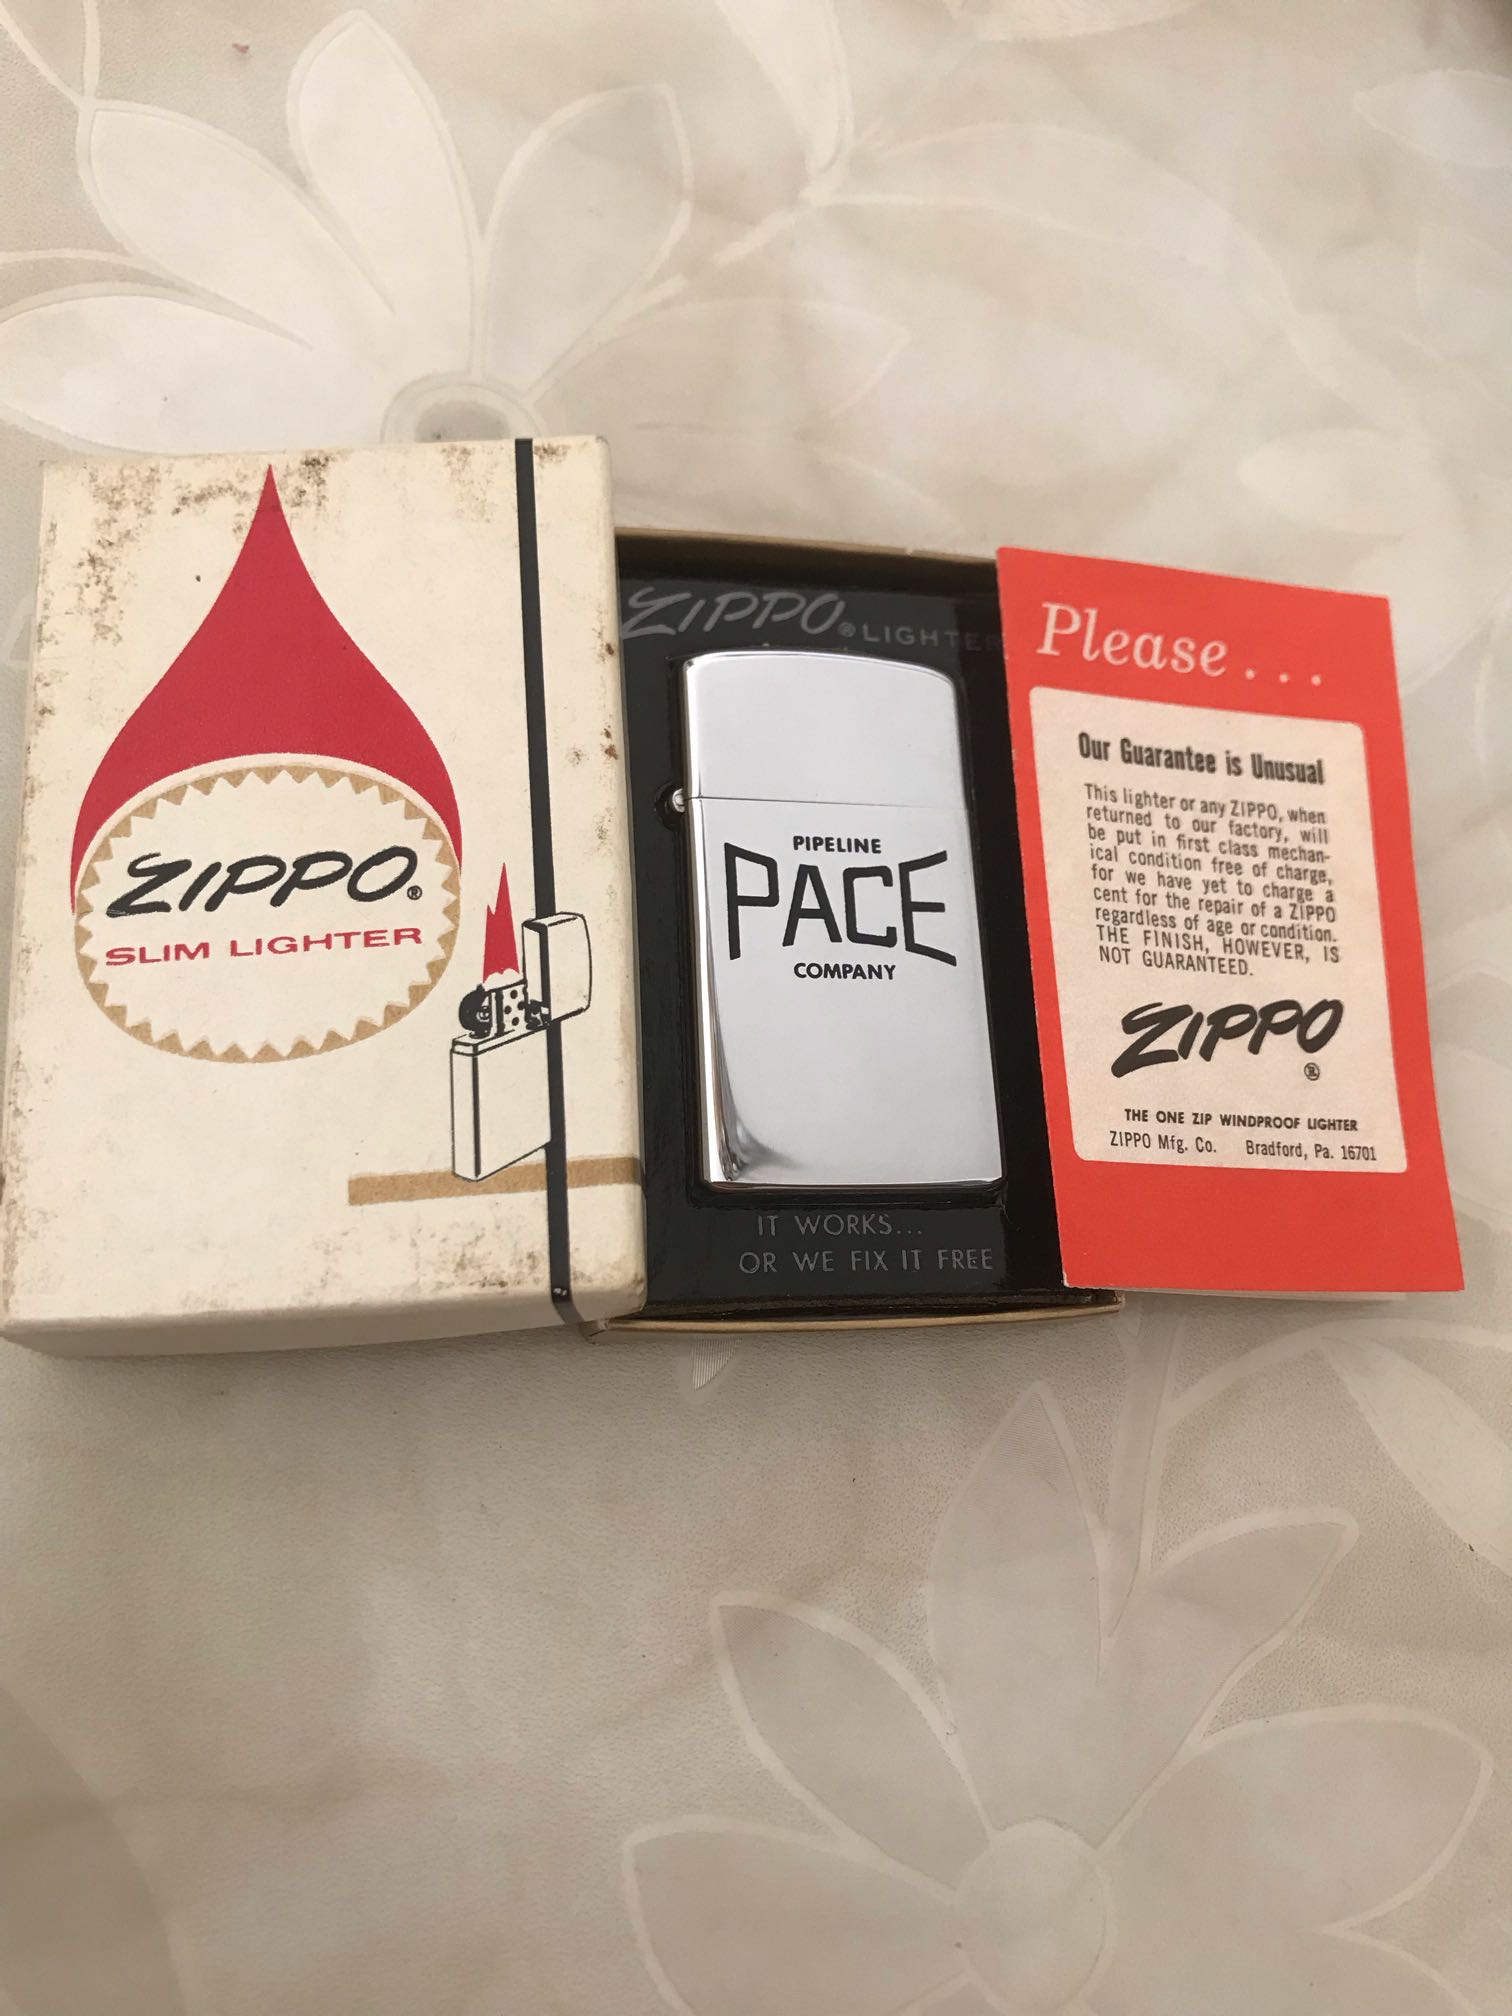 ZIPPO®
SLIM LIGHTER
ZIPPO® LIGHTER
PIPELINE
PACE
COMPANY
IT WORKS...
OR WE FIX IT FREE
Please...
Our Guarantee is Unusual
This lighter or any ZIPPO, when
returned to our factory, will
be put in first class mechan-
ical condition free of charge,
for we have yet to charge a
cent for the repair of a ZIPPO
regardless of age or condition.
THE FINISH, HOWEVER, IS
NOT GUARANTEED.
ZIPPO
®
THE ONE ZIP WINDPROOF LIGHTER
ZIPPO Mfg. Co. Bradford, Pa. 16701